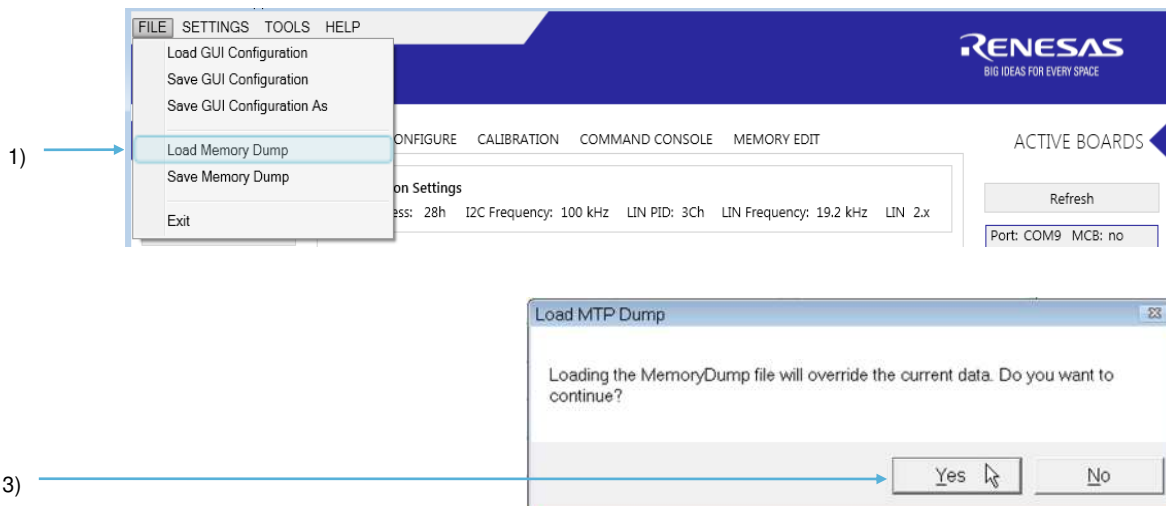 FILE SETTINGS TOOLS HELP
Load GUI Configuration
Save GUI Configuration
Save GUI Configuration As
RENESAS
BIG IDEAS FOR EVERY SPACE
1)
Load Memory Dump
Save Memory Dump
Exit
ONFIGURE CALIBRATION COMMAND CONSOLE MEMORY EDIT
ACTIVE BOARDS
on Settings
ess: 28h I2C Frequency: 100 kHz LIN PID: 3Ch LIN Frequency: 19.2 kHz LIN 2.x
Refresh
Port: COM9 MCB: no
Load MTP Dump
Loading the MemoryDump file will override the current data. Do you want to
continue?
3)
Yes No